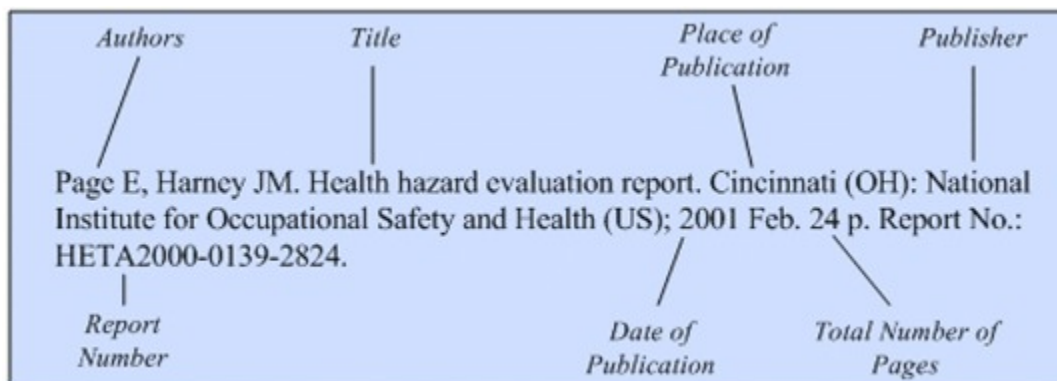 Authors
Title
Place of
Publication
Publisher
Page E, Harney JM. Health hazard evaluation report. Cincinnati (OH): National
Institute for Occupational Safety and Health (US); 2001 Feb. 24 p. Report No.:
HETA2000-0139-2824.
Report
Number
Date of
Publication
Total Number of
Pages